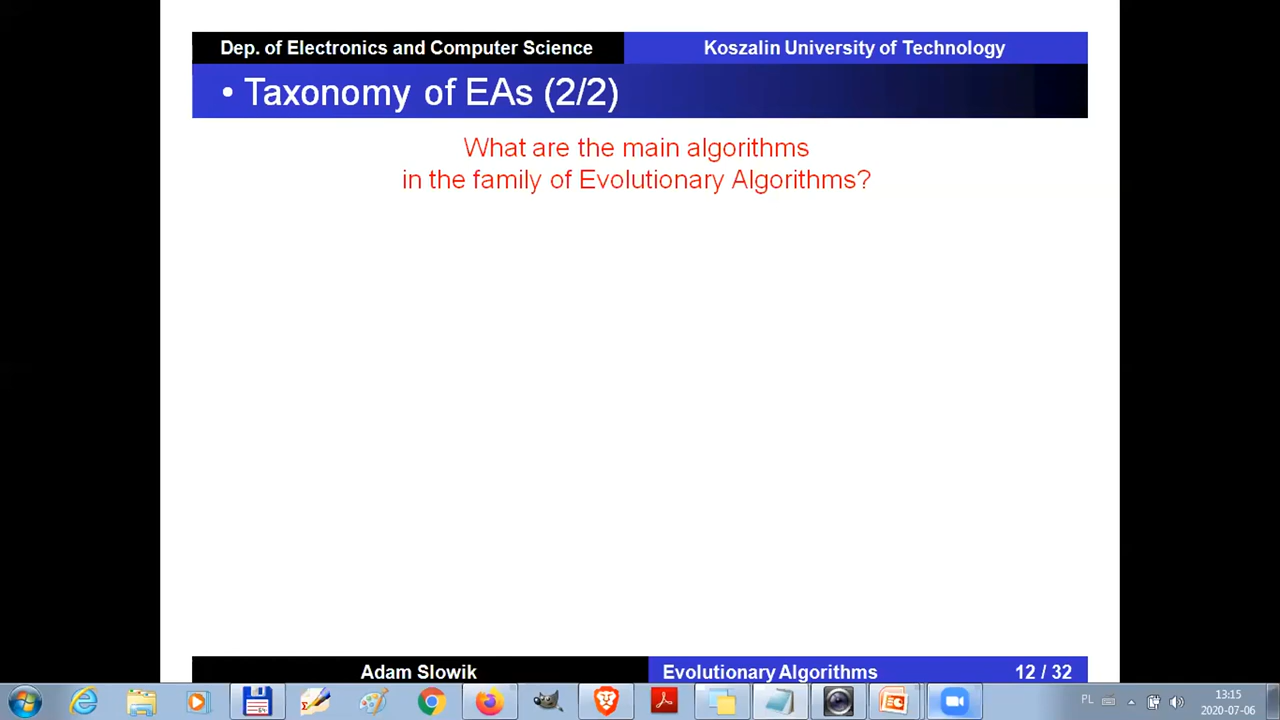 Dep. of Electronics and Computer Science Koszalin University of Technology
• Taxonomy of EAs (2/2)
What are the main algorithms
in the family of Evolutionary Algorithms?
Adam Slowik Evolutionary Algorithms 12 / 32
PL 13:15
2020-07-06